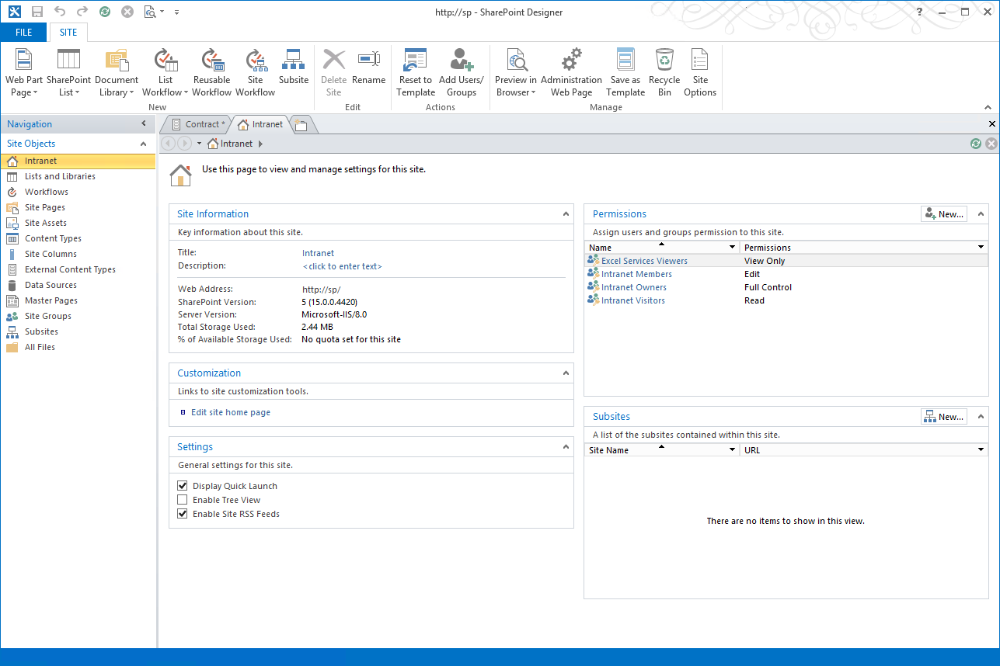 http://sp - SharePoint Designer
?
FILE
SITE
Web Part Page
SharePoint List
Document Library
List Workflow
Reusable Workflow
Site Workflow
Subsite
Delete Site
Rename
Reset to Template
Add Users/ Groups
Preview in Browser
Administration Web Page
Save as Template
Recycle Bin
Site Options
New
Edit
Actions
Manage
Navigation
Contract *
Intranet
Site Objects
Intranet
Intranet
Lists and Libraries
Workflows
Site Pages
Site Assets
Content Types
Site Columns
External Content Types
Data Sources
Master Pages
Site Groups
Subsites
All Files
Use this page to view and manage settings for this site.
Site Information
Key information about this site.
Title: Intranet
Description: <click to enter text>
Web Address: http://sp/
SharePoint Version: 5 (15.0.0.4420)
Server Version: Microsoft-IIS/8.0
Total Storage Used: 2.44 MB
% of Available Storage Used: No quota set for this site
Customization
Links to site customization tools.
Edit site home page
Settings
General settings for this site.
Display Quick Launch
Enable Tree View
Enable Site RSS Feeds
Permissions
New...
Assign users and groups permission to this site.
Name Permissions
Excel Services Viewers View Only
Intranet Members Edit
Intranet Owners Full Control
Intranet Visitors Read
Subsites
New...
A list of the subsites contained within this site.
Site Name URL
There are no items to show in this view.